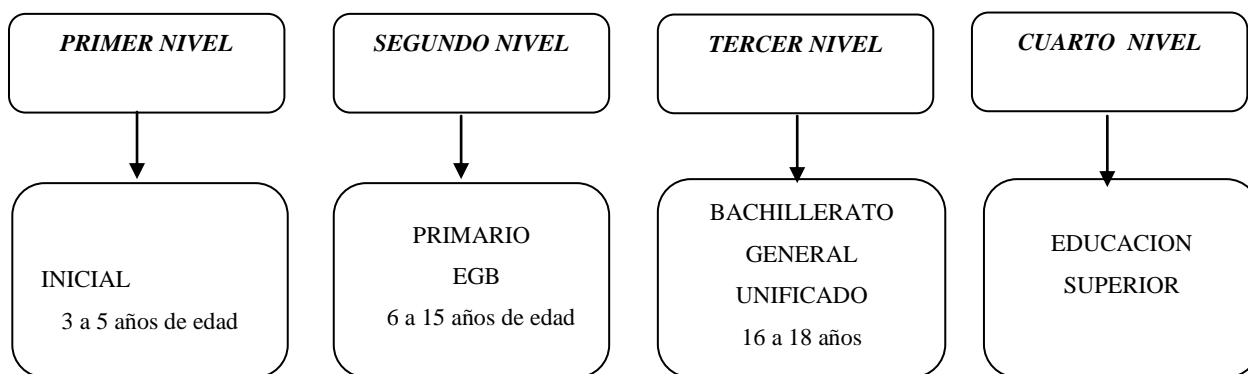 PRIMER NIVEL
SEGUNDO NIVEL
TERCER NIVEL
CUARTO NIVEL
INICIAL
3 a 5 años de edad
PRIMARIO
EGB
6 a 15 años de edad
BACHILLERATO
GENERAL
UNIFICADO
16 a 18 años
EDUCACION
SUPERIOR